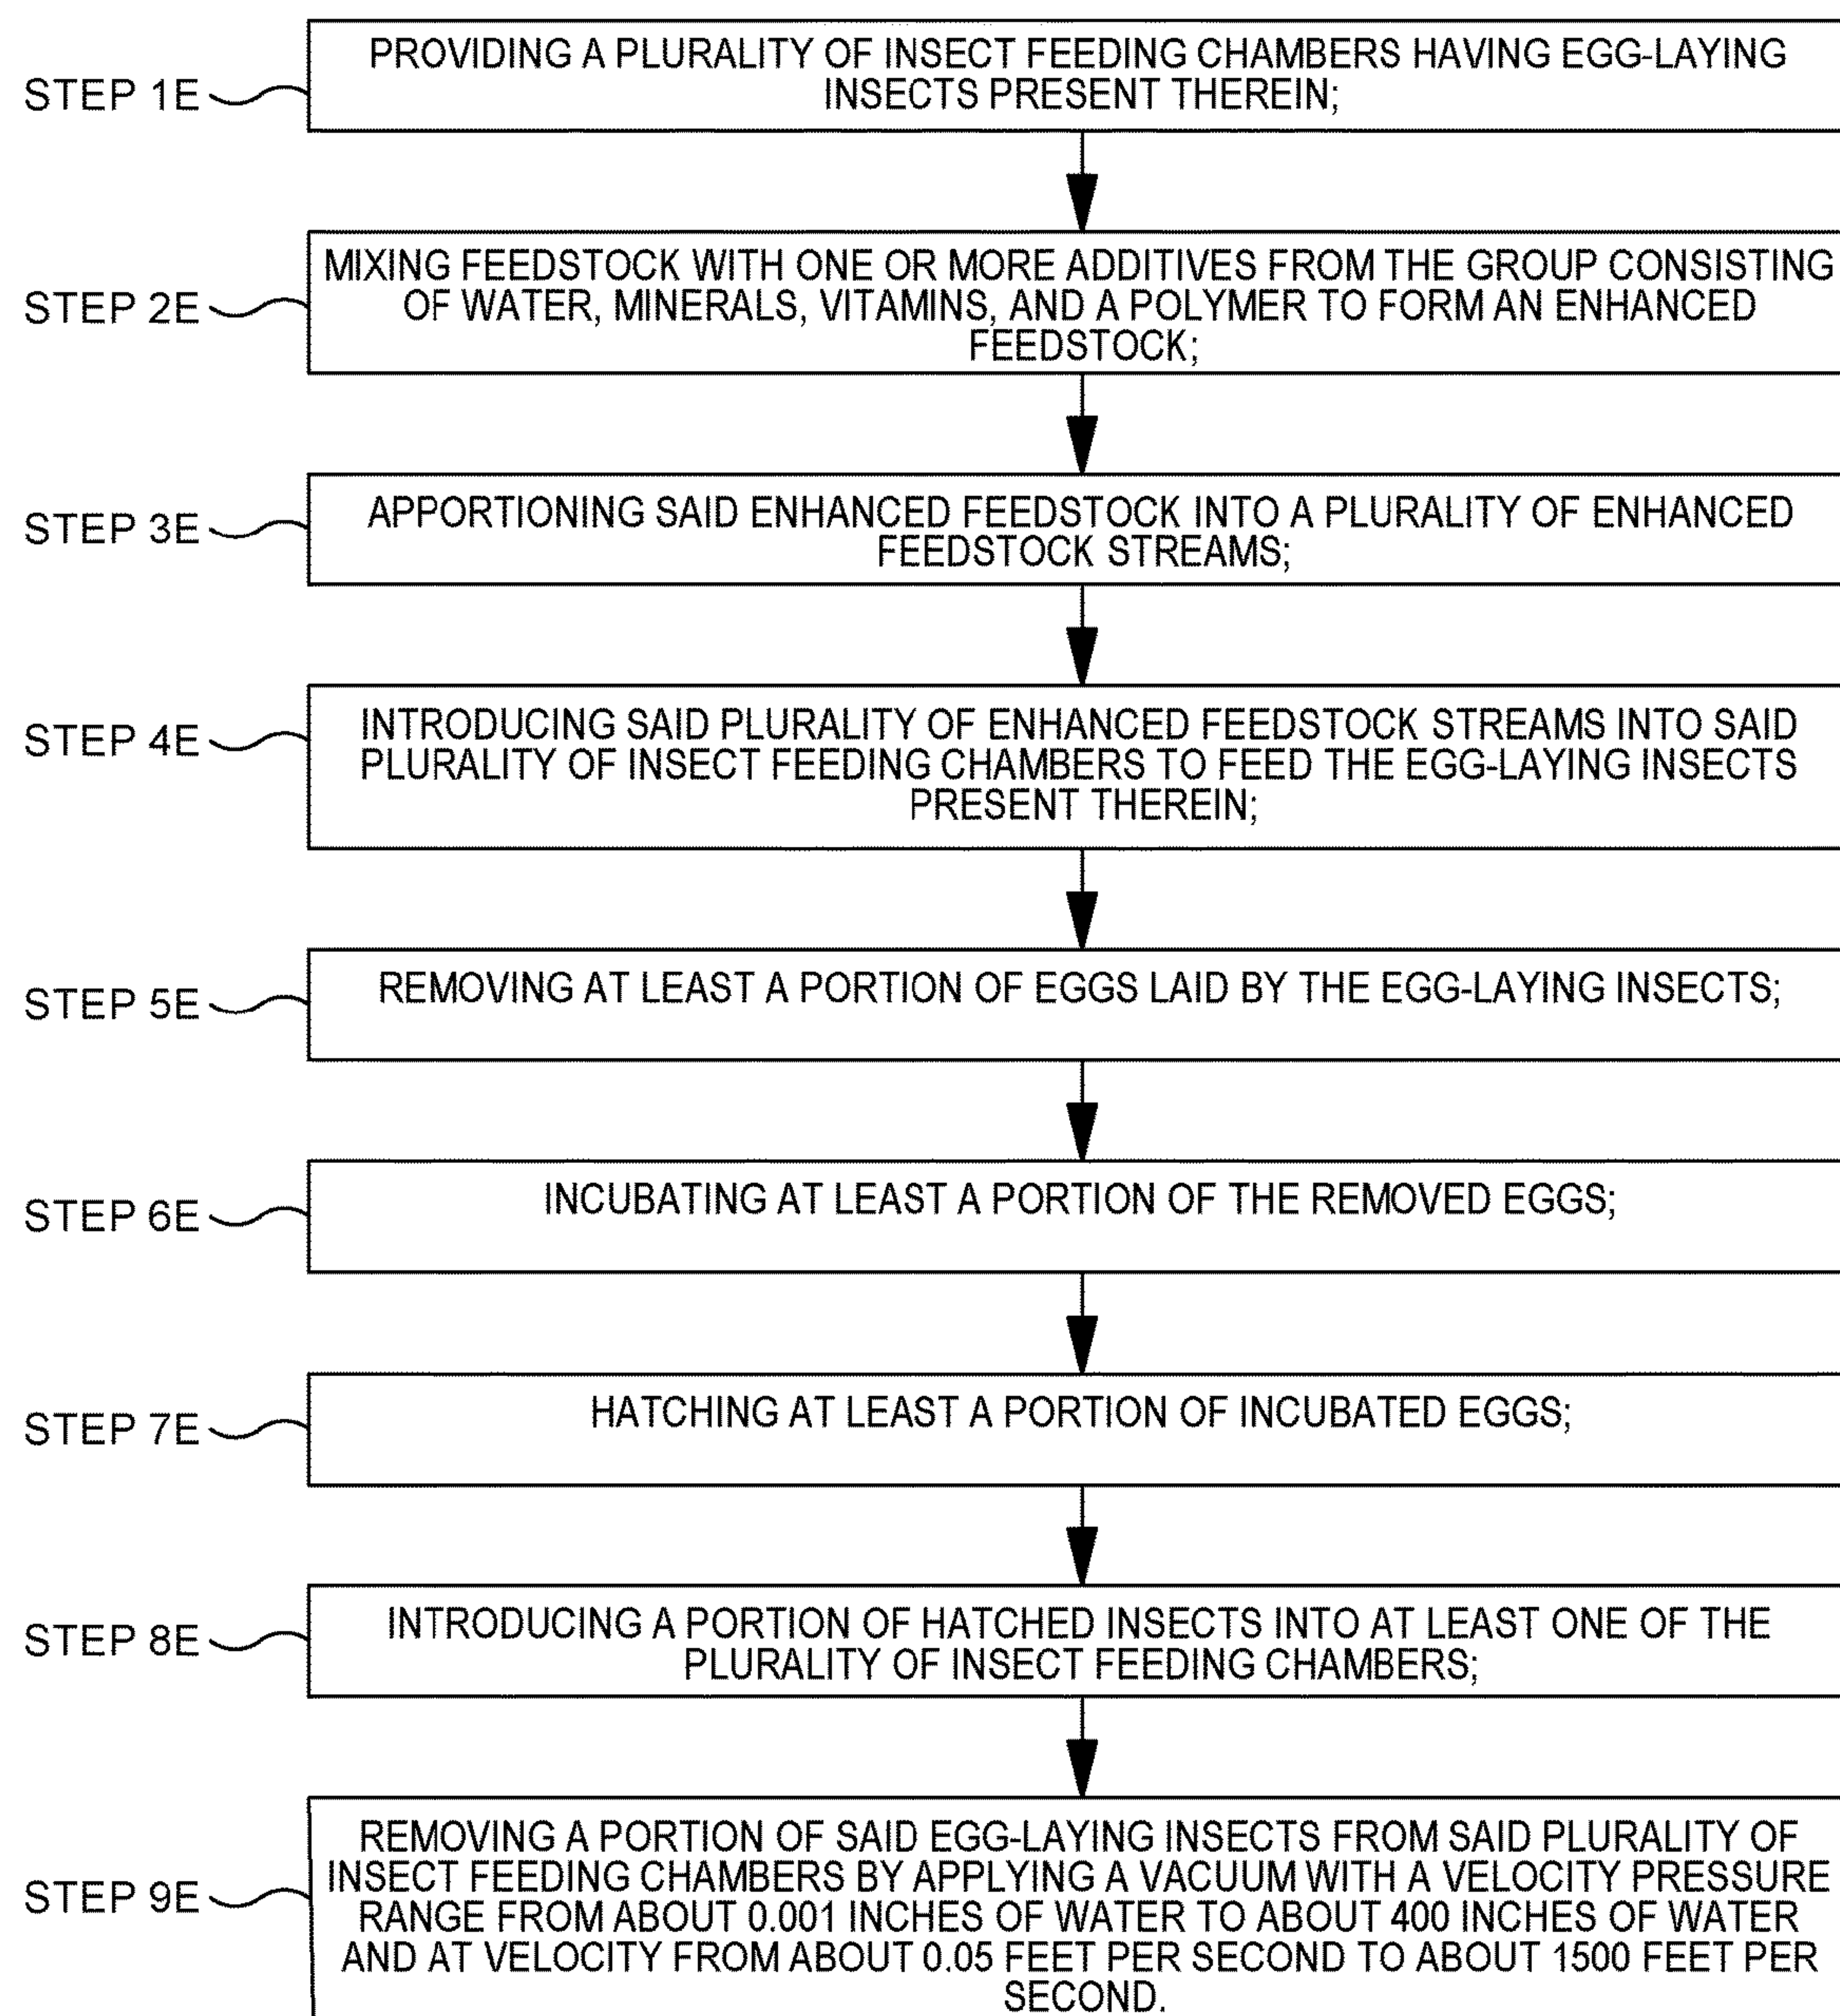 STEP 1E
PROVIDING A PLURALITY OF INSECT FEEDING CHAMBERS HAVING EGG-LAYING
INSECTS PRESENT THEREIN;
STEP 2E
MIXING FEEDSTOCK WITH ONE OR MORE ADDITIVES FROM THE GROUP CONSISTING
OF WATER, MINERALS, VITAMINS, AND A POLYMER TO FORM AN ENHANCED
FEEDSTOCK;
STEP 3E
APPORTIONING SAID ENHANCED FEEDSTOCK INTO A PLURALITY OF ENHANCED
FEEDSTOCK STREAMS;
STEP 4E
INTRODUCING SAID PLURALITY OF ENHANCED FEEDSTOCK STREAMS INTO SAID
PLURALITY OF INSECT FEEDING CHAMBERS TO FEED THE EGG-LAYING INSECTS
PRESENT THEREIN;
STEP 5E
REMOVING AT LEAST A PORTION OF EGGS LAID BY THE EGG-LAYING INSECTS;
STEP 6E
INCUBATING AT LEAST A PORTION OF THE REMOVED EGGS;
STEP 7E
HATCHING AT LEAST A PORTION OF INCUBATED EGGS;
STEP 8E
INTRODUCING A PORTION OF HATCHED INSECTS INTO AT LEAST ONE OF THE
PLURALITY OF INSECT FEEDING CHAMBERS;
STEP 9E
REMOVING A PORTION OF SAID EGG-LAYING INSECTS FROM SAID PLURALITY OF
INSECT FEEDING CHAMBERS BY APPLYING A VACUUM WITH A VELOCITY PRESSURE
RANGE FROM ABOUT 0.001 INCHES OF WATER TO ABOUT 400 INCHES OF WATER
AND AT VELOCITY FROM ABOUT 0.05 FEET PER SECOND TO ABOUT 1500 FEET PER
SECOND.